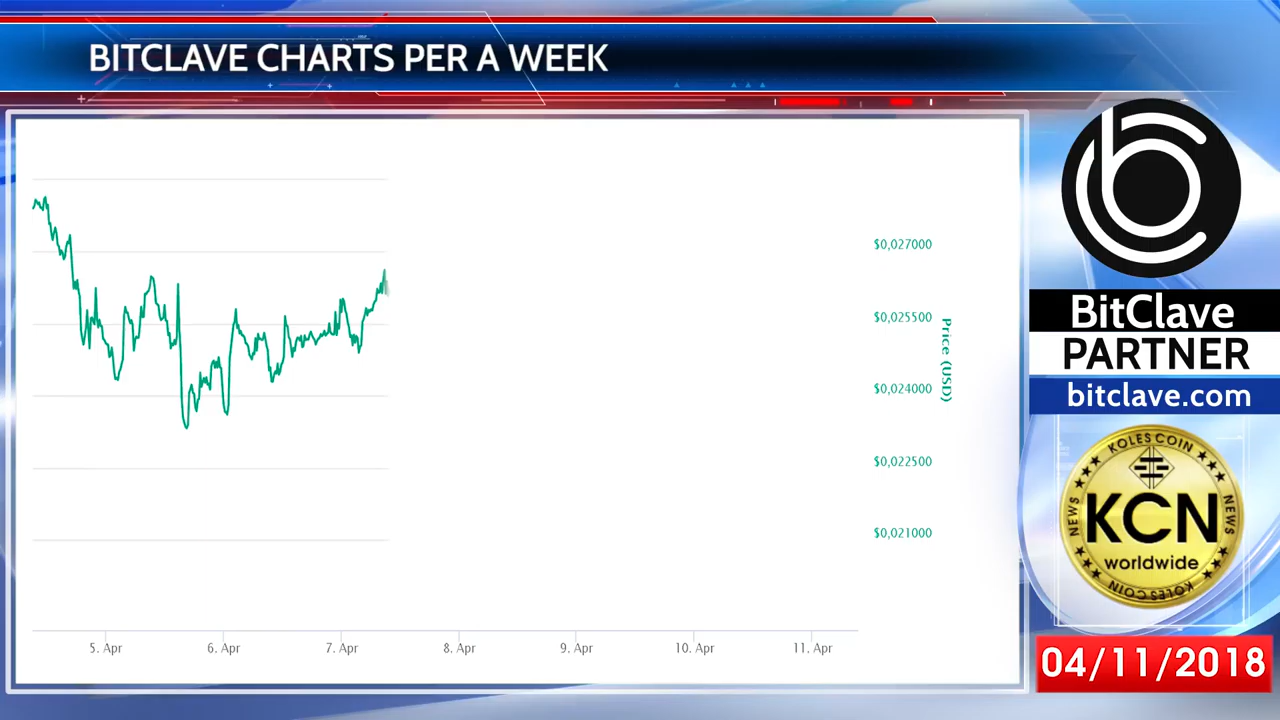 BITCLAVE CHARTS PER A WEEK
$0,027000
$0,025500
$0,024000
$0,022500
$0,021000
Price (USD)
5. Apr
6. Apr
7. Apr
8. Apr
9. Apr
10. Apr
11. Apr
BitClave
PARTNER
bitclave.com
KOLES COIN
NEWS
KCN
NEWS
worldwide
KOLES COIN
04/11/2018